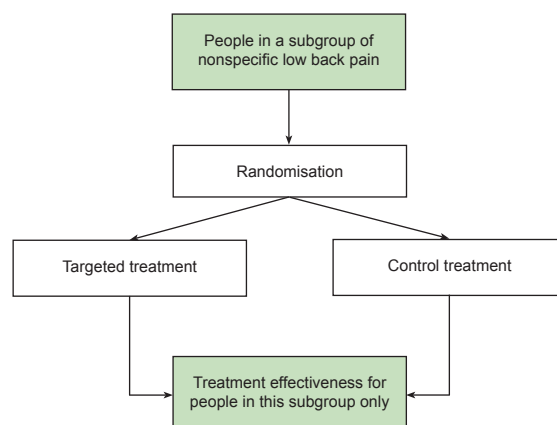 People in a subgroup of
nonspecific low back pain
Randomisation
Targeted treatment
Control treatment
Treatment effectiveness for
people in this subgroup only